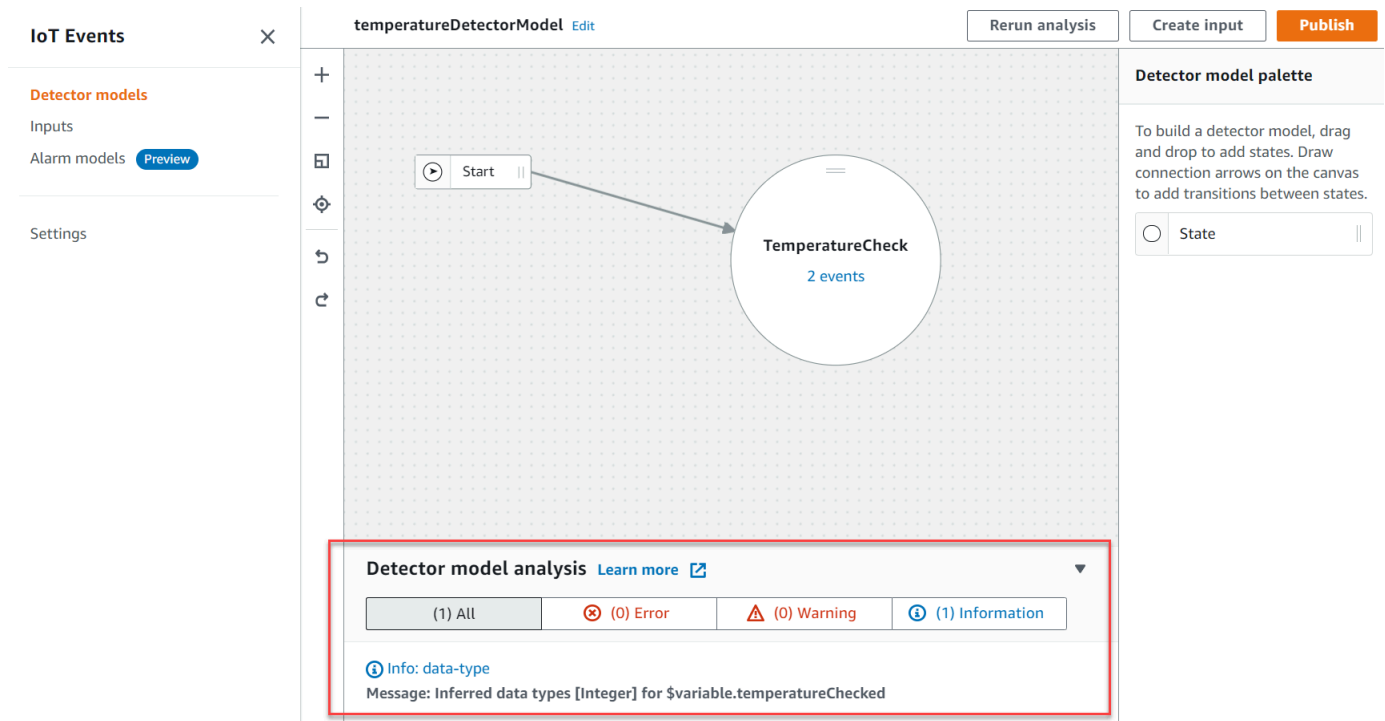 IoT Events
Detector models
Inputs
Alarm models Preview
Settings
temperatureDetectorModel Edit
Rerun analysis
Create input
Publish
Start
TemperatureCheck
2 events
Detector model palette
To build a detector model, drag
and drop to add states. Draw
connection arrows on the canvas
to add transitions between states.
State
Detector model analysis Learn more
(1) All
(0) Error
(0) Warning
(1) Information
Info: data-type
Message: Inferred data types [Integer] for $variable.temperatureChecked